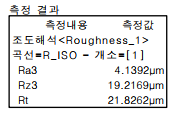 측정 결과
측정내용 측정값
조도해석<Roughness_1>
곡선=R_ISO - 개소=[1]
Ra3 4.1392µm
Rz3 19.2169µm
Rt 21.8262µm